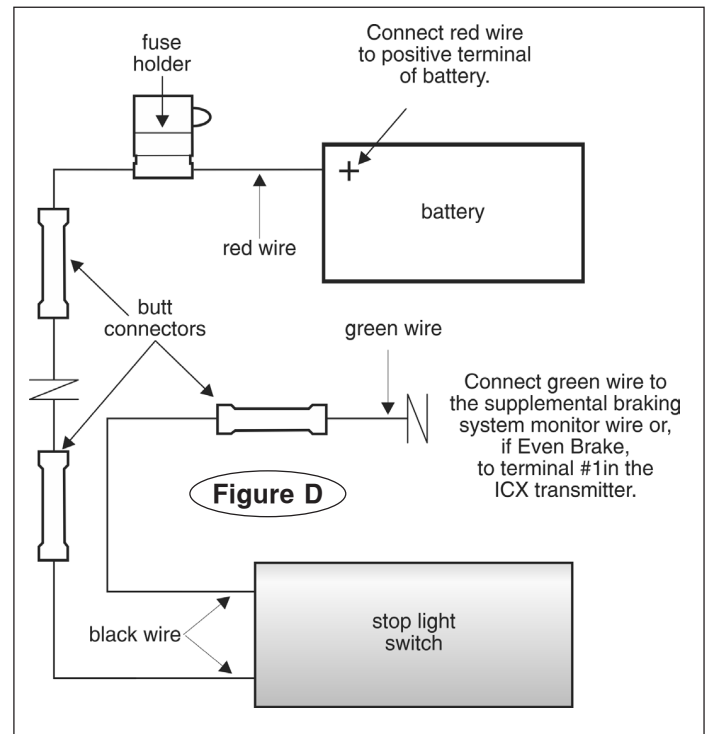 Connect red wire
to positive terminal
of battery.
fuse
holder
+
battery
red wire
butt
connectors
green wire
Connect green wire to
the supplemental braking
system monitor wire or,
if Even Brake,
to terminal #1in the
ICX transmitter.
Figure D
black wire
stop light
switch